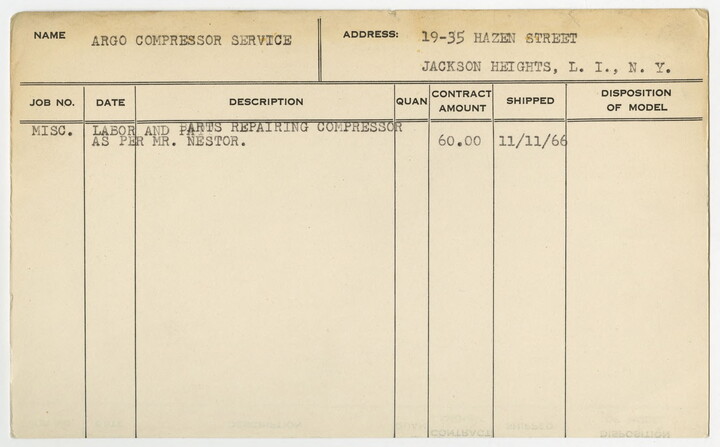 NAME ARGO COMPRESSOR SERVICE ADDRESS: 19-35 HAZEN STREET
JACKSON HEIGHTS, L. I., N. Y.
JOB NO. DATE DESCRIPTION QUAN CONTRACT AMOUNT SHIPPED DISPOSITION OF MODEL
MISC. LABOR AND PARTS REPAIRING COMPRESSOR
AS PER MR. NESTOR. 60.00 11/11/66